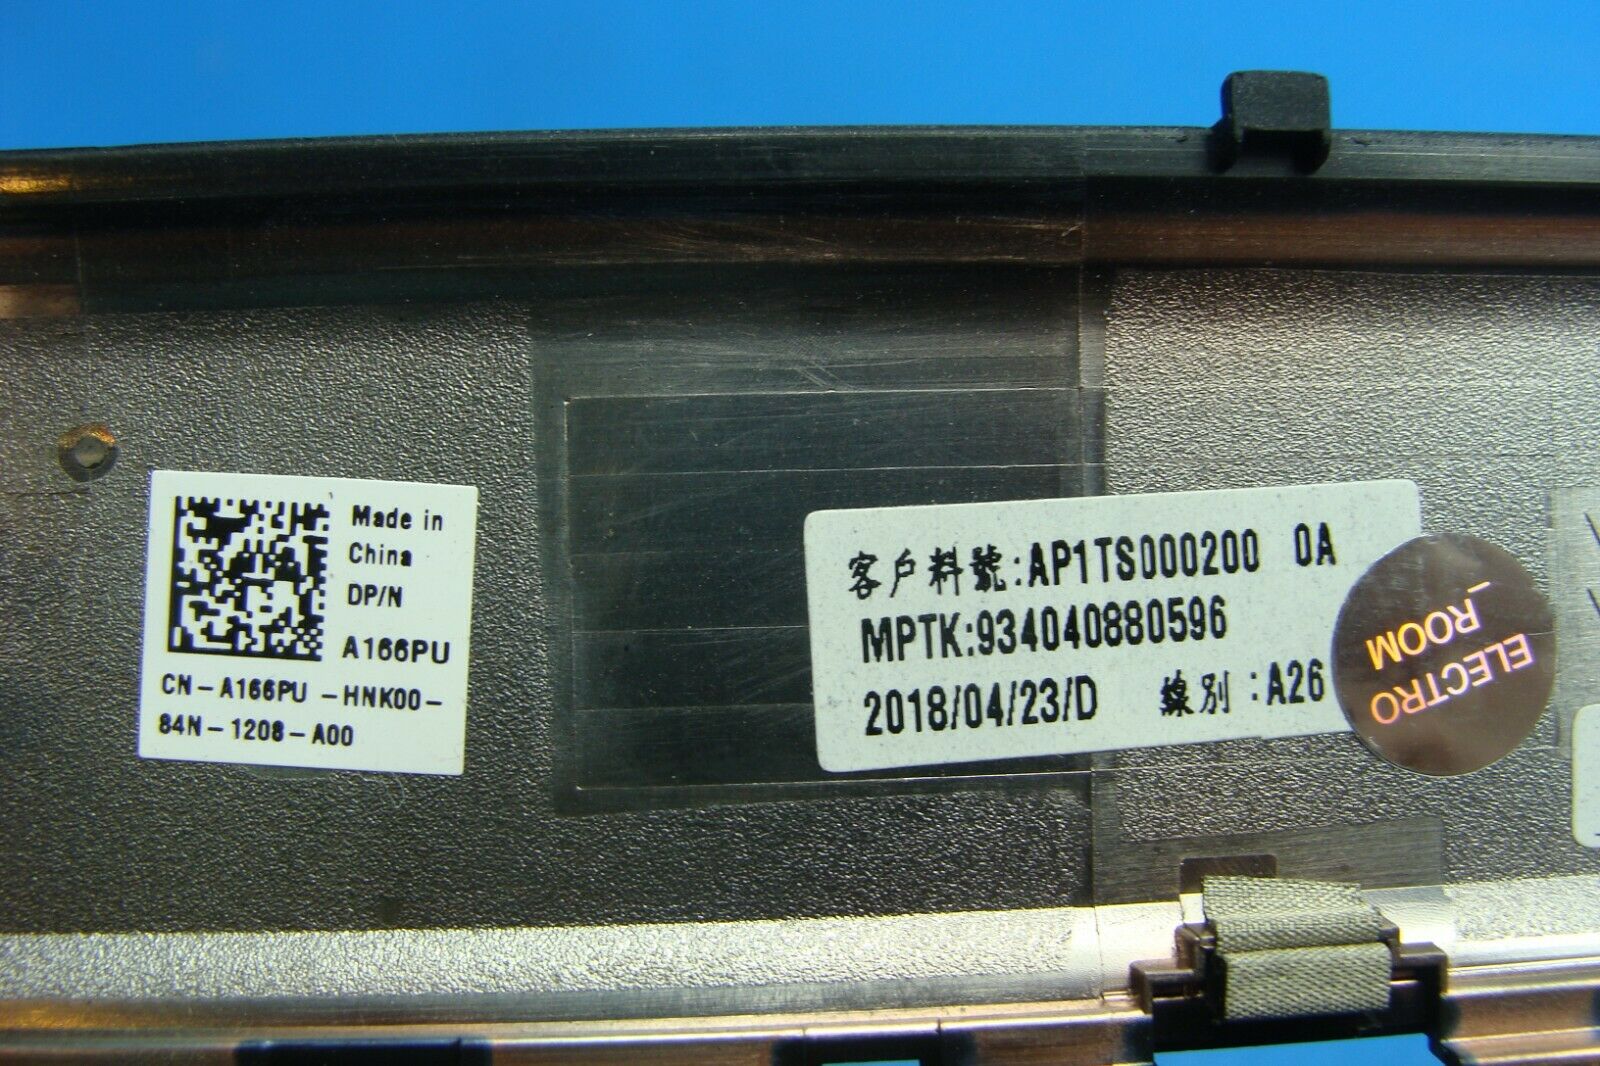 Made in
China
DP/N
A166PU
CN-A166PU-HNK00-
84N-1208-A00
客戶料號:AP1TS000200 0A
MPTK:934040880596
2018/04/23/D 線別:A26
ELECTRO
_ROOM